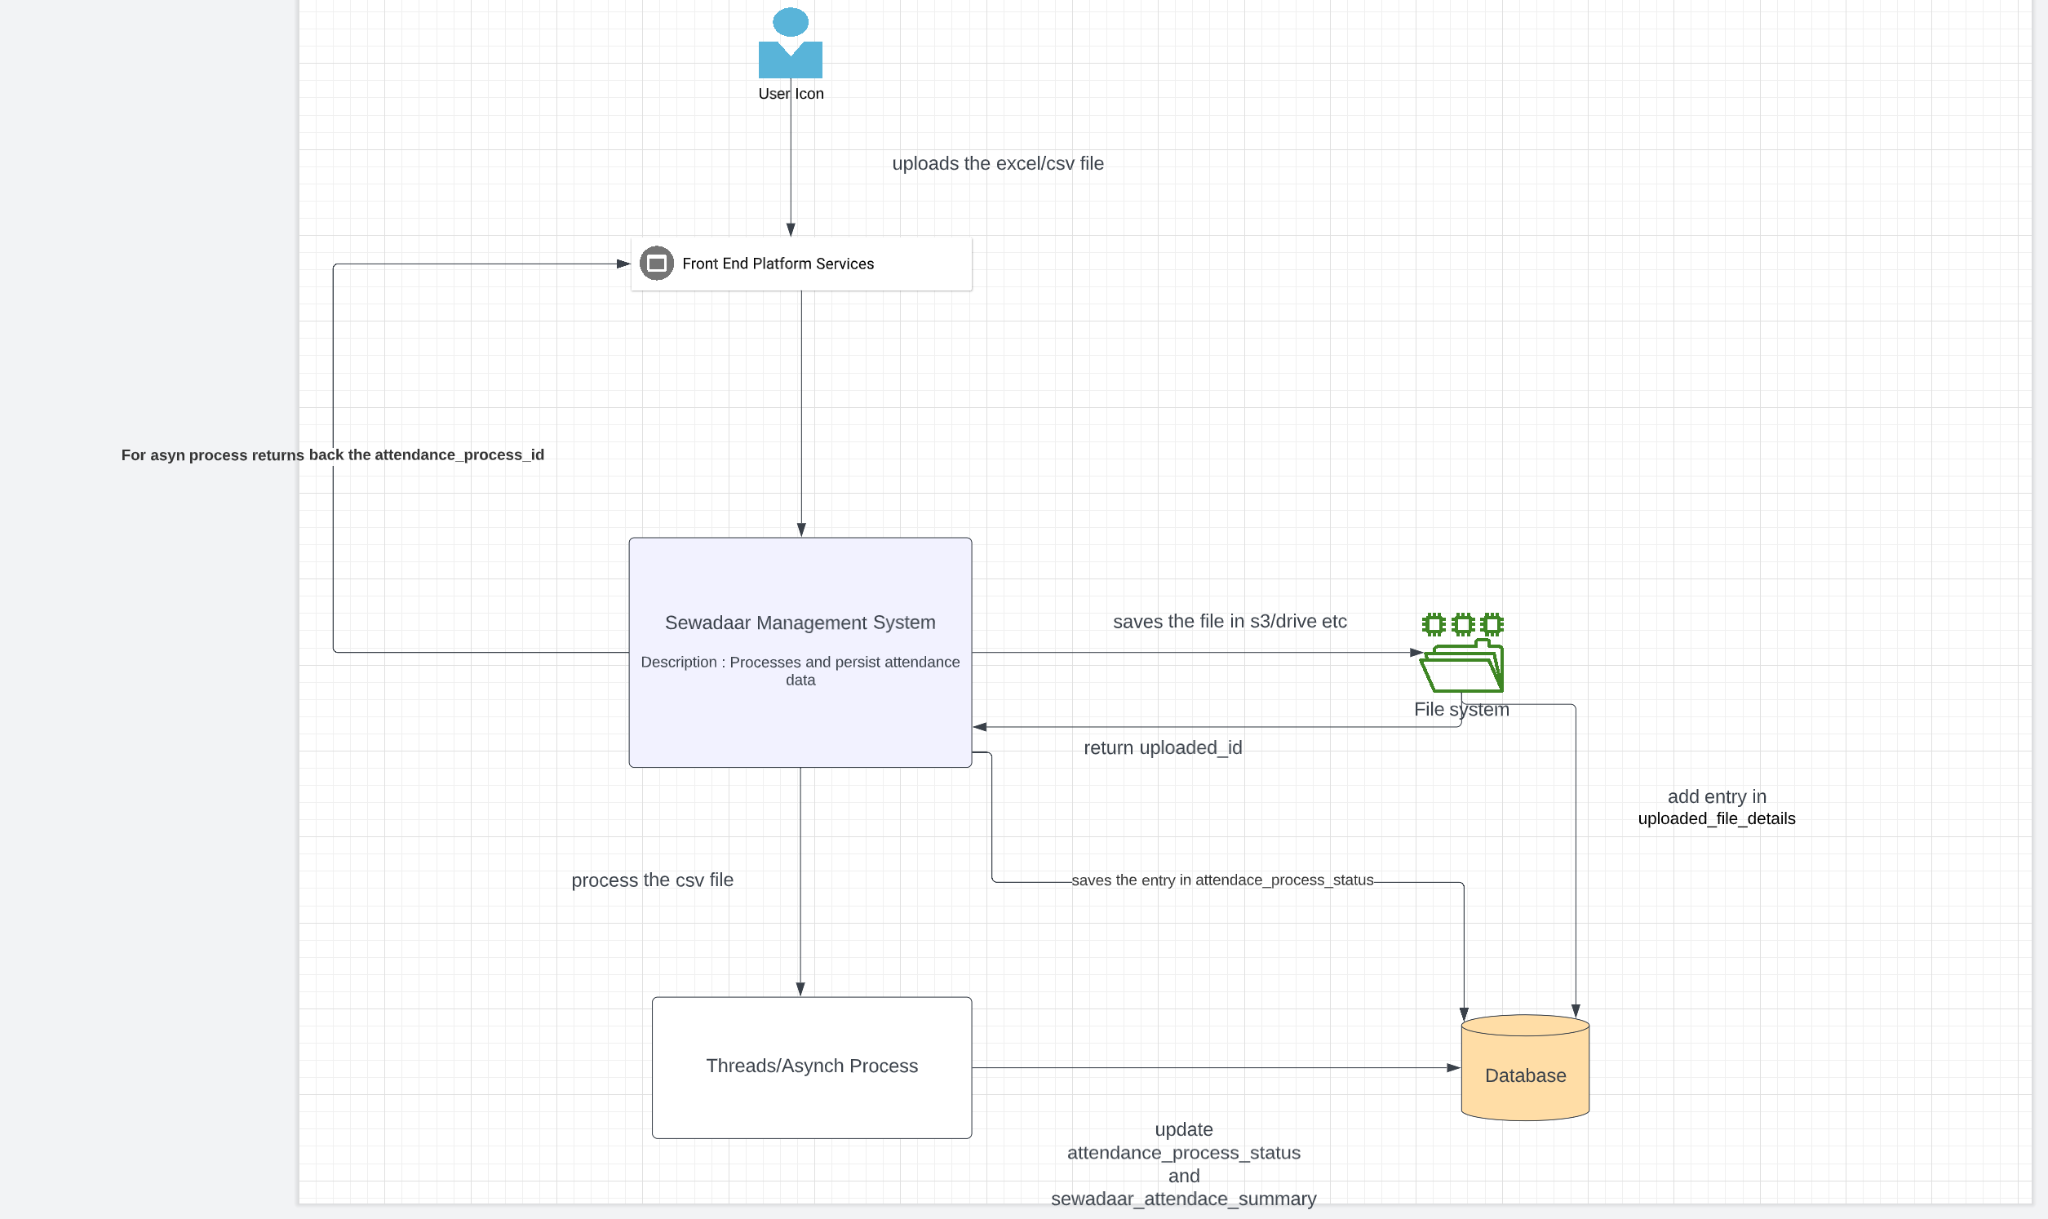 User Icon
uploads the excel/csv file
Front End Platform Services
For asyn process returns back the attendance_process_id
Sewadaar Management System
Description : Processes and persist attendance
data
saves the file in s3/drive etc
File system
return uploaded_id
add entry in
uploaded_file_details
process the csv file
saves the entry in attendace_process_status
Threads/Asynch Process
Database
update
attendance_process_status
and
sewadaar_attendace_summary